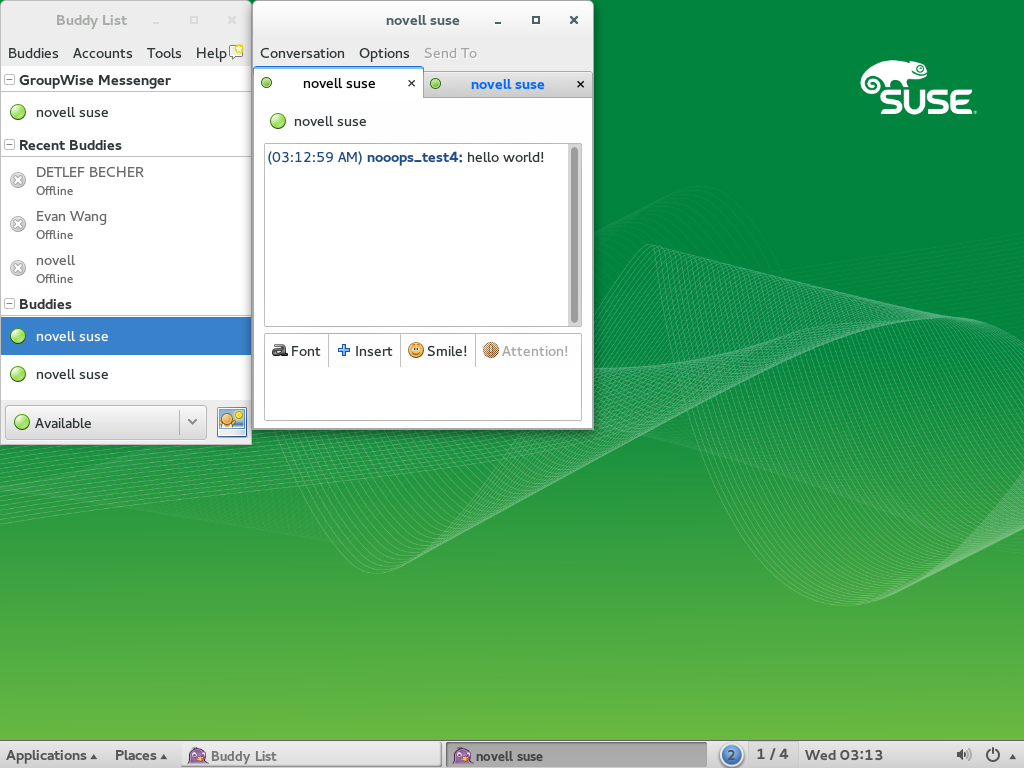 Buddy List
Buddies Accounts Tools Help
GroupWise Messenger
novell suse
Recent Buddies
DETLEF BECHER
Offline
Evan Wang
Offline
novell
Offline
Buddies
novell suse
novell suse
Available
novell suse
Conversation Options Send To
novell suse novell suse
novell suse
(03:12:59 AM) nooops_test4: hello world!
Font Insert Smile! Attention!
SUSE
Applications Places Buddy List novell suse 2 1 / 4 Wed 03:13